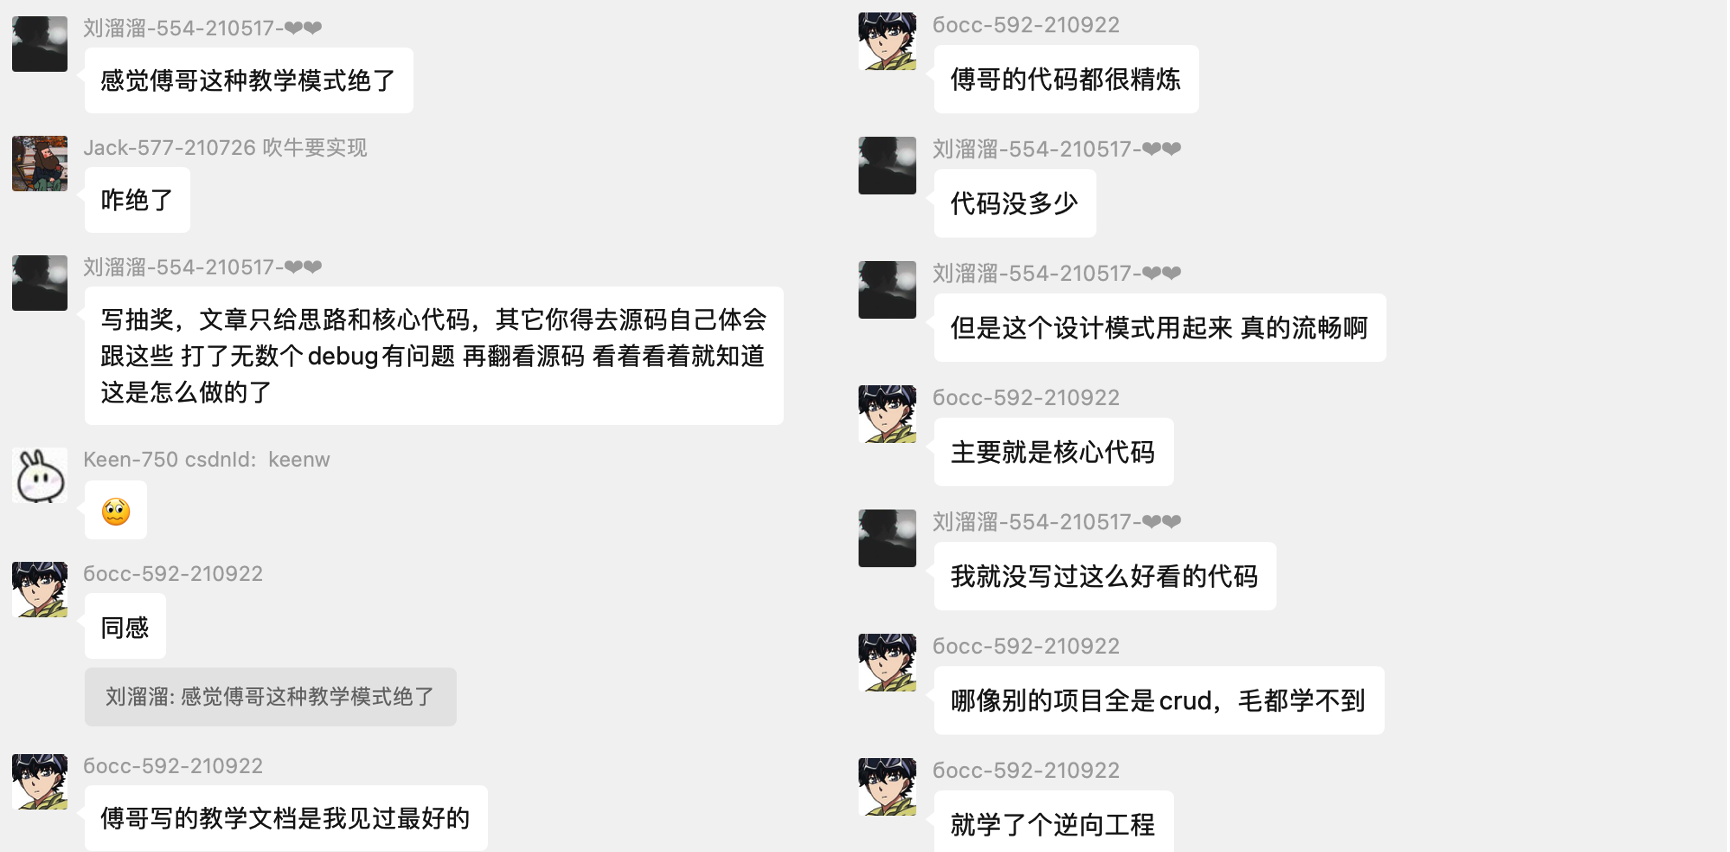 刘溜溜-554-210517-❤❤
感觉傅哥这种教学模式绝了
Jack-577-210726 吹牛要实现
咋绝了
刘溜溜-554-210517-❤❤
写抽奖，文章只给思路和核心代码，其它你得去源码自己体会
跟这些 打了无数个debug有问题 再翻看源码 看着看着就知道
这是怎么做的了
Keen-750 csdnId：keenw
🥴
босс-592-210922
同感
刘溜溜: 感觉傅哥这种教学模式绝了
босс-592-210922
傅哥写的教学文档是我见过最好的
босс-592-210922
傅哥的代码都很精炼
刘溜溜-554-210517-❤❤
代码没多少
刘溜溜-554-210517-❤❤
但是这个设计模式用起来 真的流畅啊
босс-592-210922
主要就是核心代码
刘溜溜-554-210517-❤❤
我就没写过这么好看的代码
босс-592-210922
哪像别的项目全是crud，毛都学不到
босс-592-210922
就学了个逆向工程